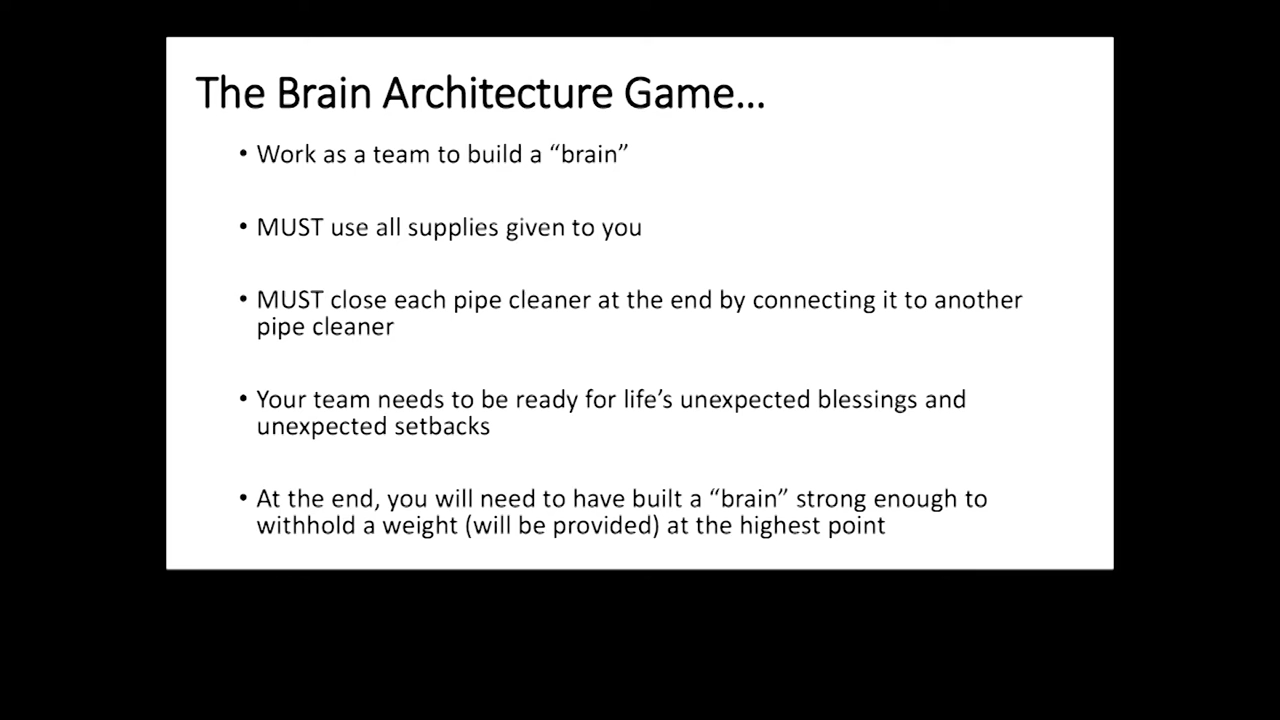 The Brain Architecture Game...
• Work as a team to build a “brain”
• MUST use all supplies given to you
• MUST close each pipe cleaner at the end by connecting it to another
pipe cleaner
• Your team needs to be ready for life’s unexpected blessings and
unexpected setbacks
• At the end, you will need to have built a “brain” strong enough to
withhold a weight (will be provided) at the highest point